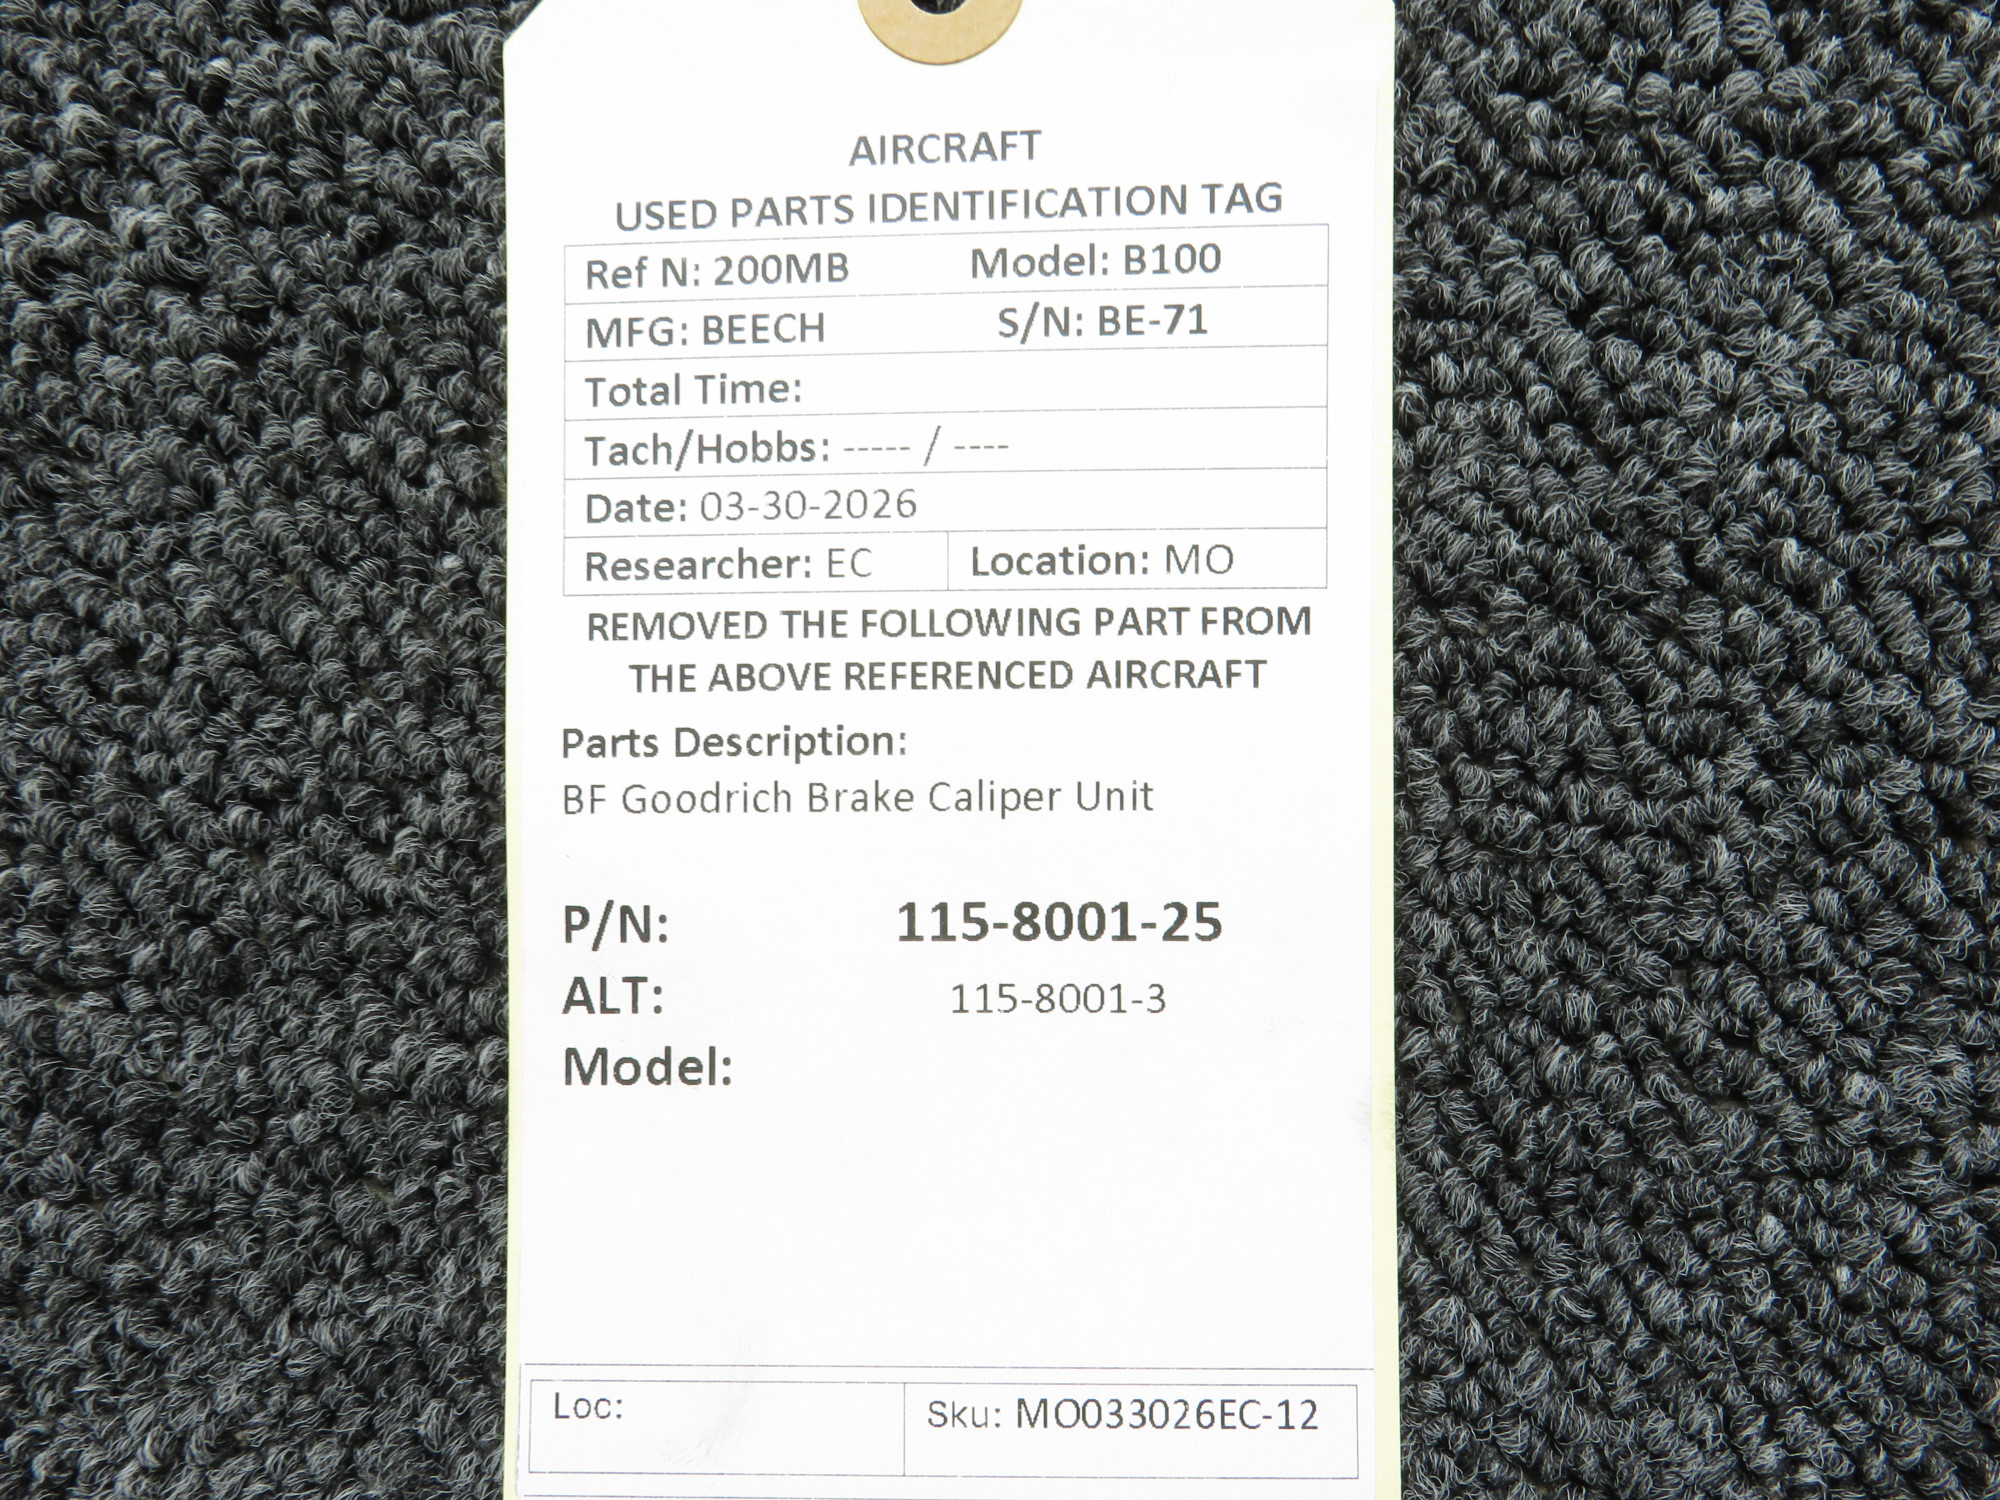 AIRCRAFT
USED PARTS IDENTIFICATION TAG
Ref N: 200MB Model: B100
MFG: BEECH S/N: BE-71
Total Time:
Tach/Hobbs: ----- / ----
Date: 03-30-2026
Researcher: EC Location: MO
REMOVED THE FOLLOWING PART FROM
THE ABOVE REFERENCED AIRCRAFT
Parts Description:
BF Goodrich Brake Caliper Unit
P/N: 115-8001-25
ALT: 115-8001-3
Model:
Loc: Sku: MO033026EC-12